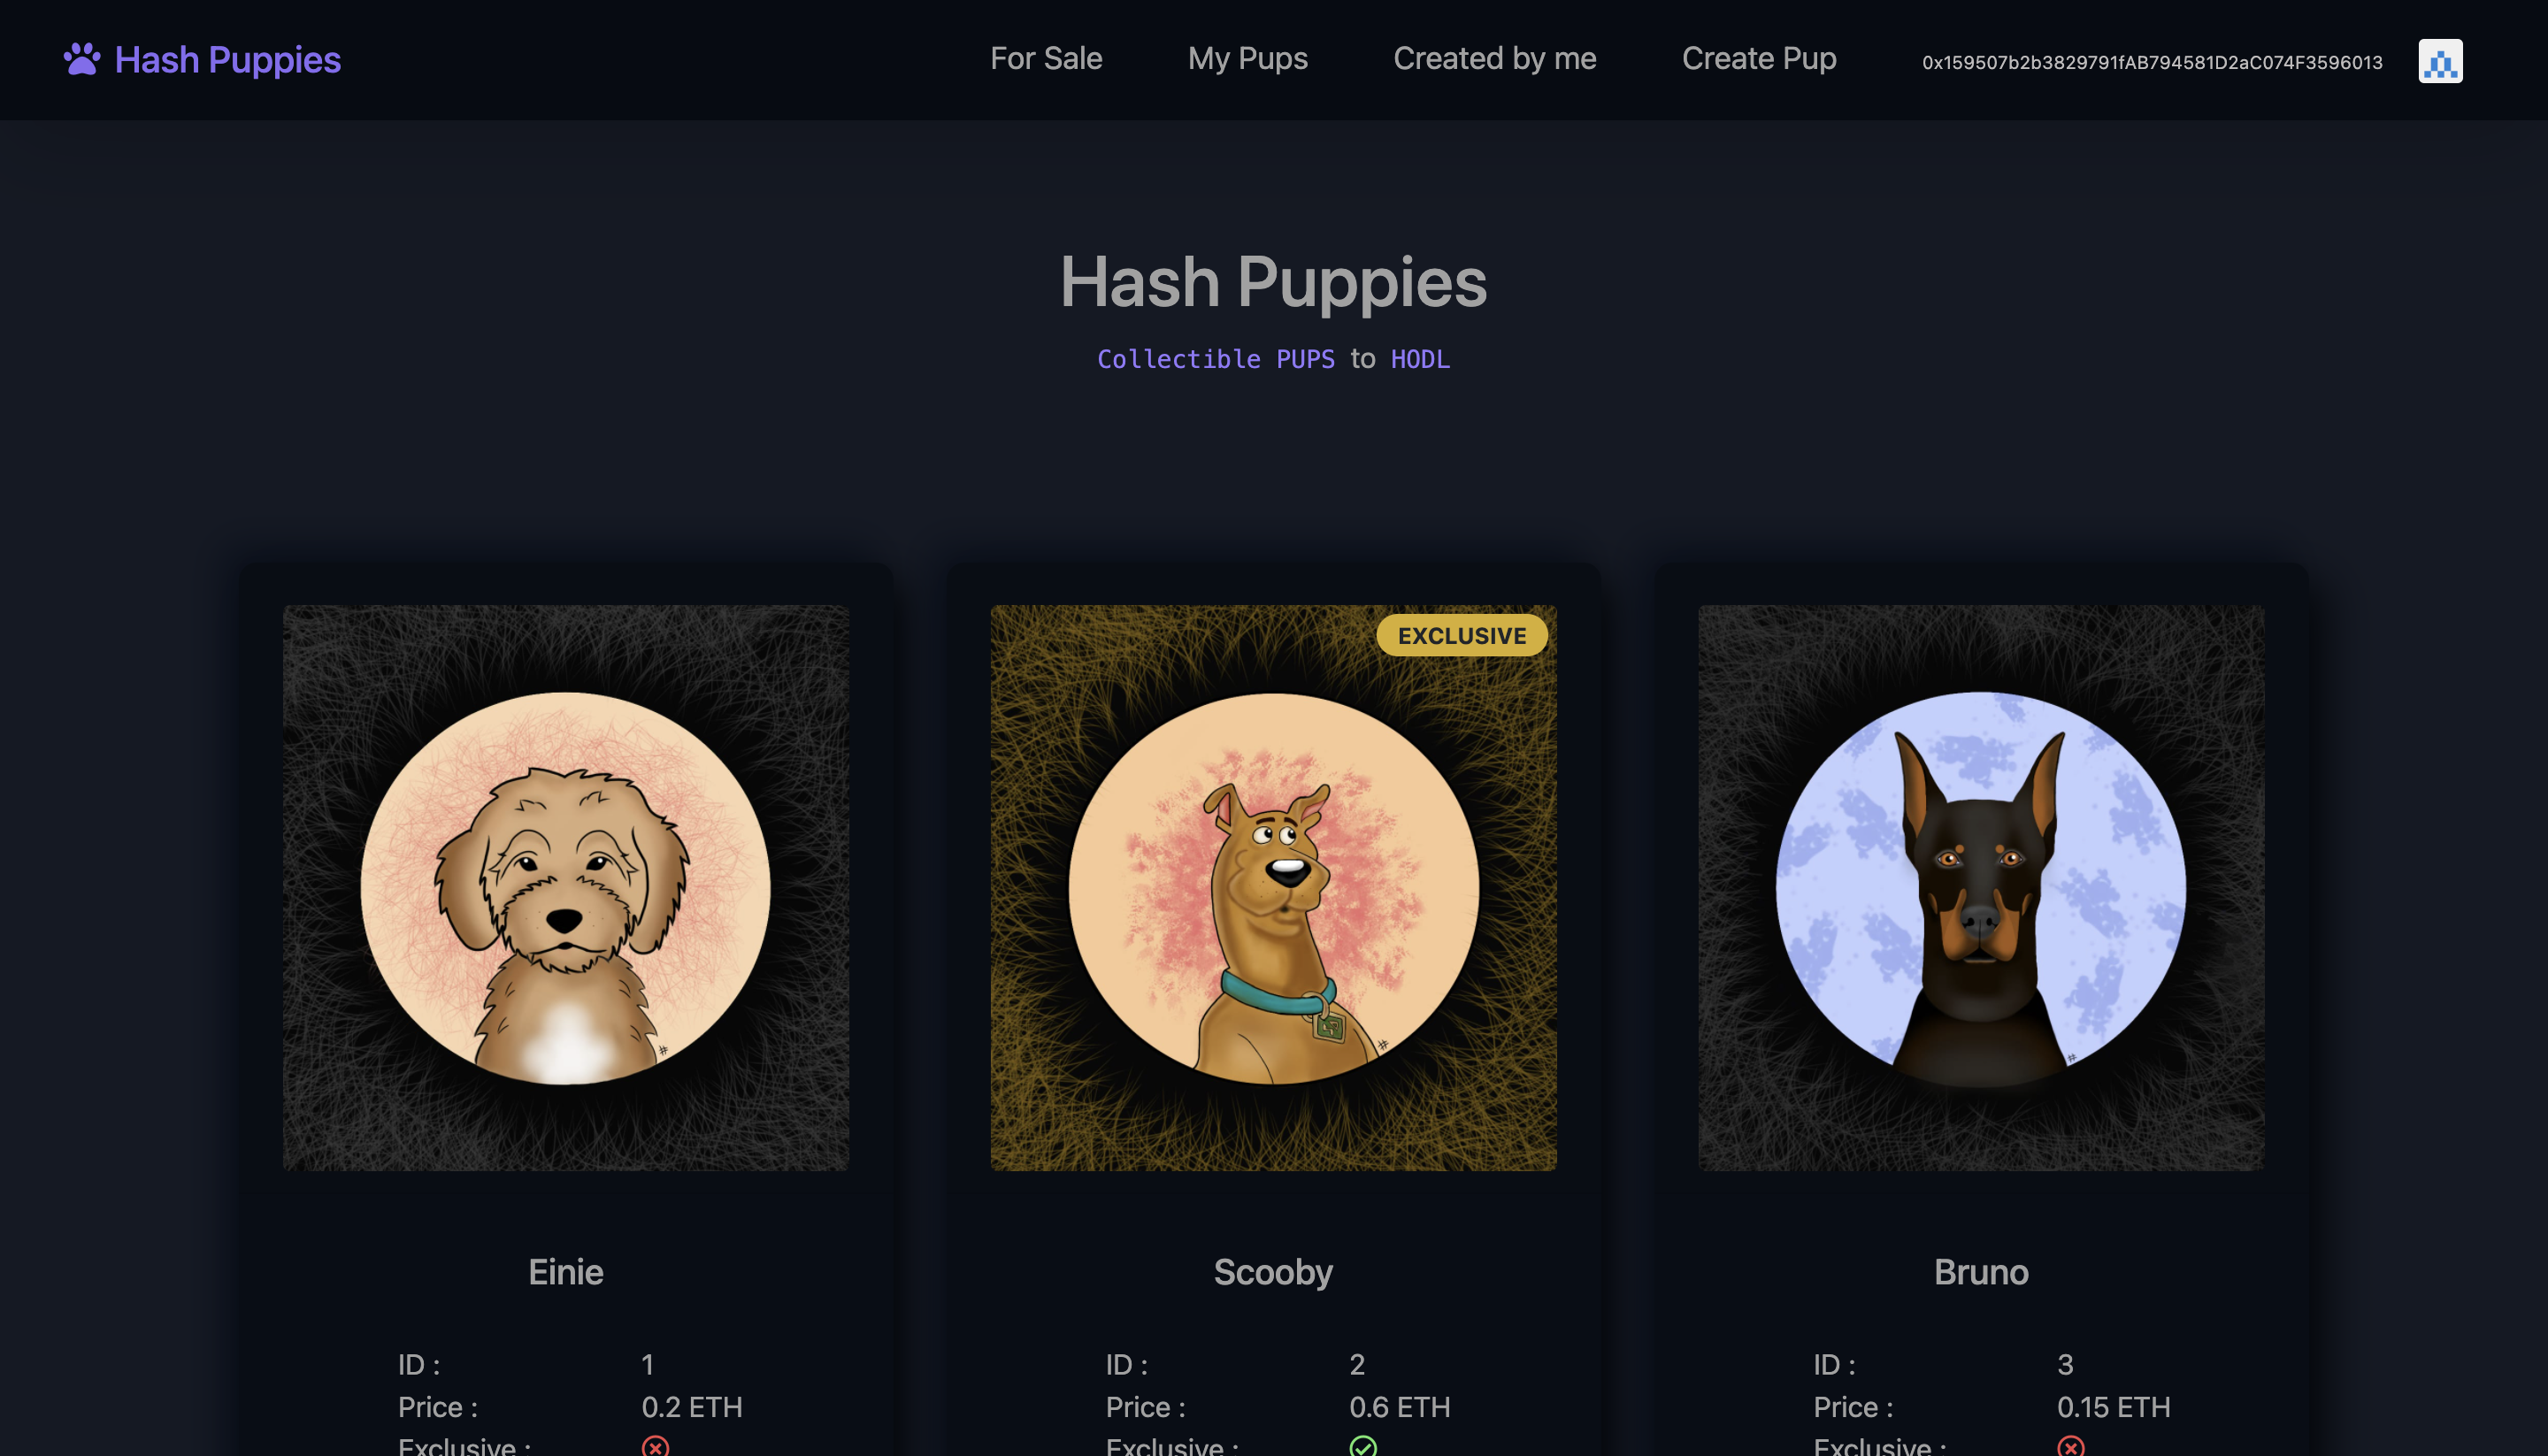 Hash Puppies
For Sale
My Pups
Created by me
Create Pup
0x159507b2b3829791fAB794581D2aC074F3596013
Hash Puppies
Collectible PUPS to HODL
EXCLUSIVE
Einie
ID : 1
Price : 0.2 ETH
Exclusive :
Scooby
ID : 2
Price : 0.6 ETH
Exclusive :
Bruno
ID : 3
Price : 0.15 ETH
Exclusive :